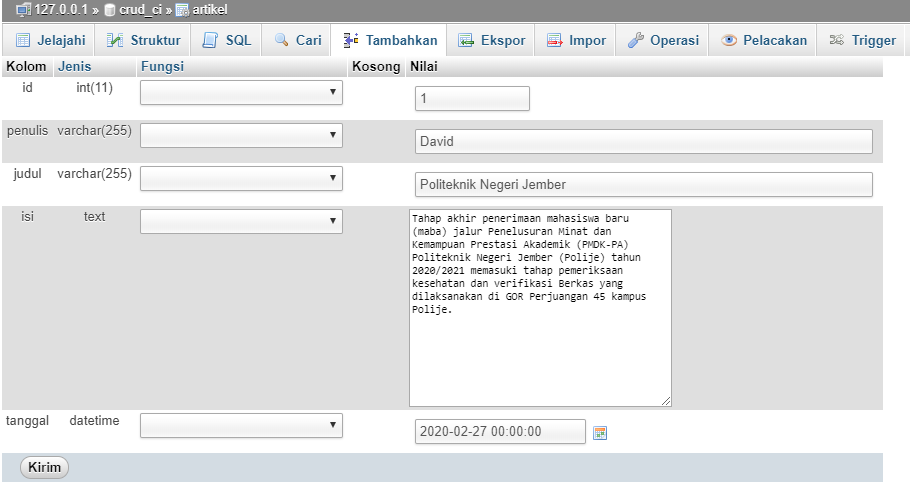 127.0.0.1 » crud_ci » artikel
Jelajahi Struktur SQL Cari Tambahkan Ekspor Impor Operasi Pelacakan Trigger
Kolom Jenis Fungsi Kosong Nilai
id int(11) 1
penulis varchar(255) David
judul varchar(255) Politeknik Negeri Jember
isi text
Tahap akhir penerimaan mahasiswa baru
(maba) jalur Penelusuran Minat dan
Kemampuan Prestasi Akademik (PMDK-PA)
Politeknik Negeri Jember (Polije) tahun
2020/2021 memasuki tahap pemeriksaan
kesehatan dan verifikasi Berkas yang
dilaksanakan di GOR Perjuangan 45 kampus
Polije.
tanggal datetime 2020-02-27 00:00:00
Kirim